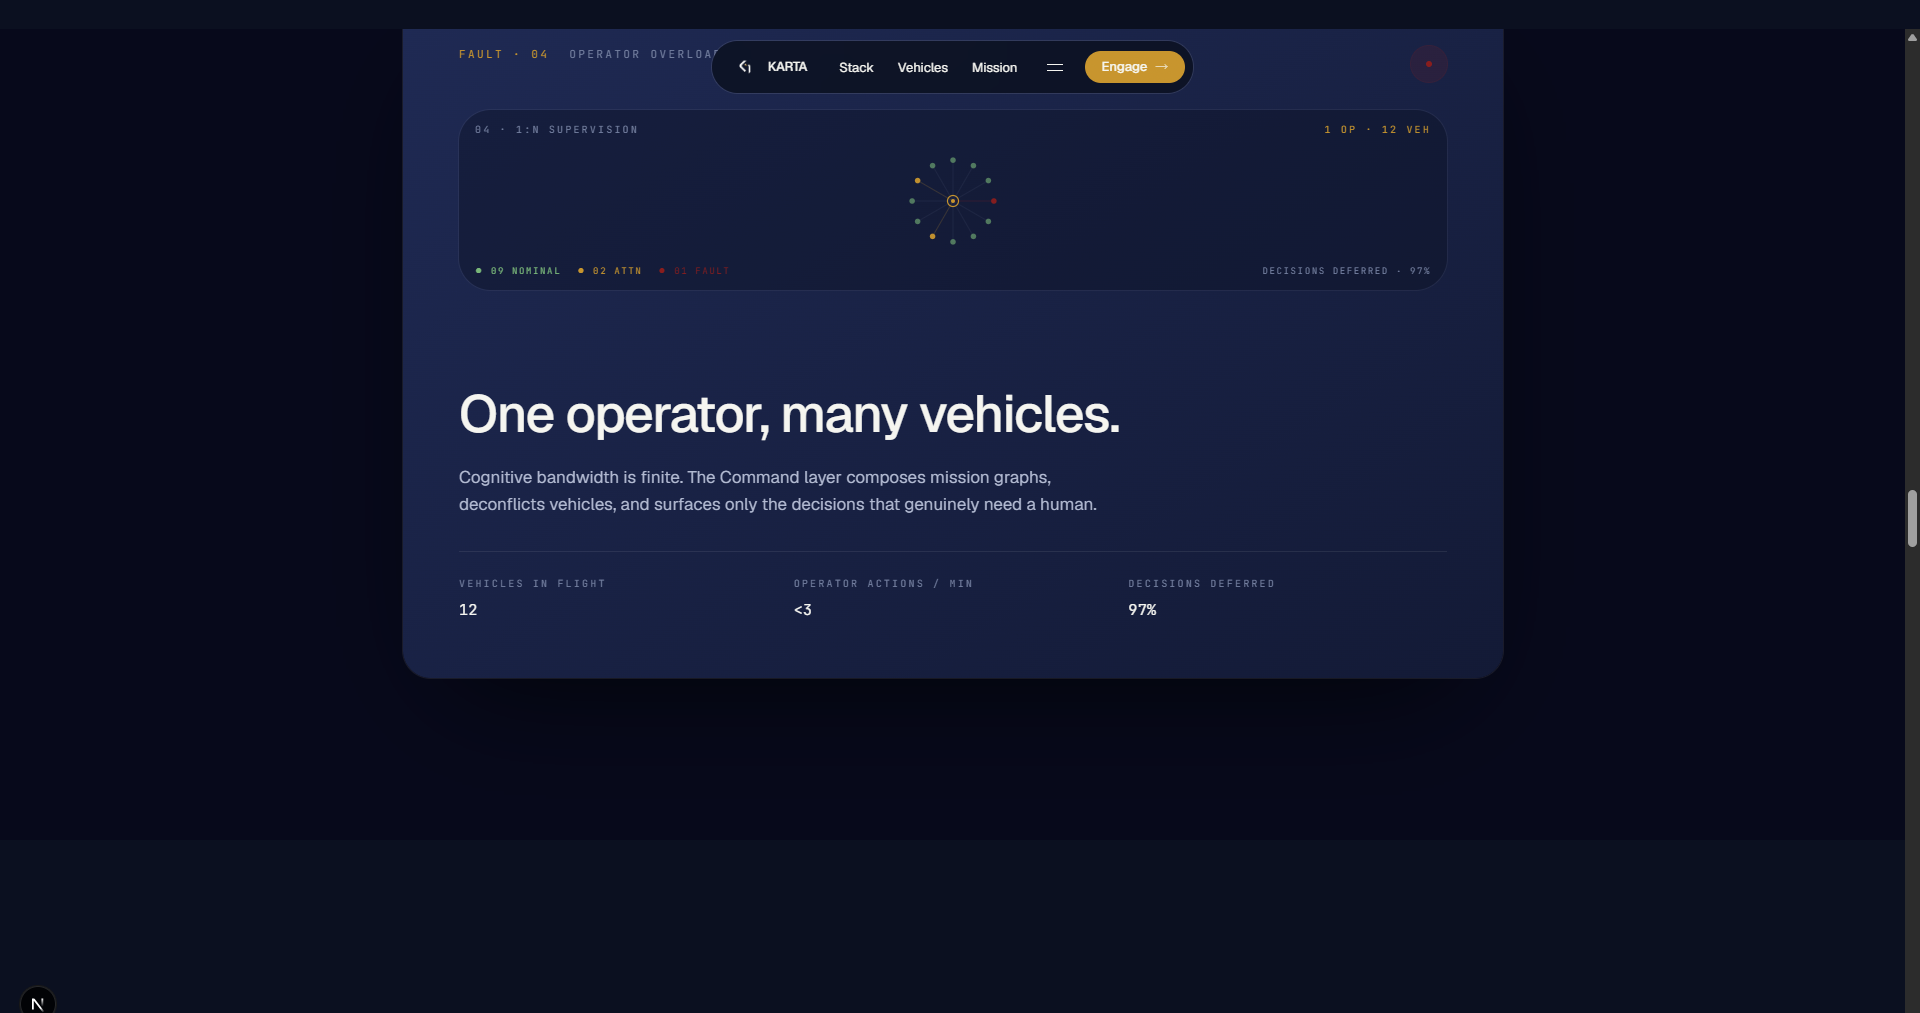 FAULT · 04 OPERATOR OVERLOA
KARTA Stack Vehicles Mission Engage →
04 · 1:N SUPERVISION
1 OP · 12 VEH
09 NOMINAL 02 ATTN 01 FAULT
DECISIONS DEFERRED · 97%
One operator, many vehicles.
Cognitive bandwidth is finite. The Command layer composes mission graphs,
deconflicts vehicles, and surfaces only the decisions that genuinely need a human.
VEHICLES IN FLIGHT
12
OPERATOR ACTIONS / MIN
<3
DECISIONS DEFERRED
97%
N